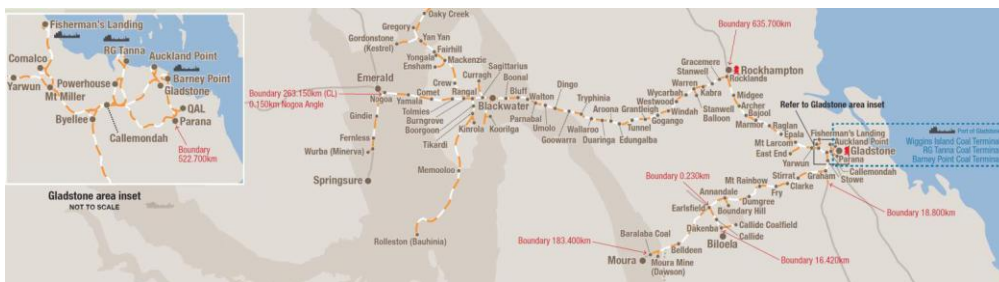 Fisherman's Landing
RG Tanna
Auckland Point
Comalco
Barney Point
Powerhouse
Gladstone
Yarwun
Mt Miller
QAL
Byellee
Parana
Callemondah
Boundary
522.700km
Gladstone area inset
NOT TO SCALE
Oaky Creek
Gregory
Gordonstone
(Kestrel)
Yan Yan
Fairhill
Yongala
Ensham
Mackenzie
Emerald
Crew
Curragh
Sagittarius
Boonal
Boundary 263.150km (CL)
0.150km Nogoa Angle
Nogoa
Comet
Rangal
Bluff
Yamala
Blackwater
Walton
Dingo
Tolmies
Burngrove
Boorgoon
Parnabal
Umolo
Tryphinia
Gindie
Kinrola
Koorilga
Goowarra
Wallaroo
Aroona
Duaringa
Grantleigh
Tunnel
Edungalba
Fernlees
Tikardi
Wurba (Minerva)
Springsure
Memooloo
Rolleston (Bauhinia)
Boundary 635.700km
Gracemere
Stanwell
Rockhampton
Rocklands
Warren
Kabra
Wycarbah
Westwood
Windah
Gogango
Stanwell
Balloon
Midgee
Archer
Bajool
Marmor
Raglan
Epala
Refer to Gladstone area inset
Fisherman's Landing
Auckland Point
Mt Larcom
Gladstone
East End
Yarwun
Parana
Callemondah
Stowe
Port of Gladstone
Wiggins Island Coal Terminal
RG Tanna Coal Terminal
Barney Point Coal Terminal
Boundary 0.230km
Mt Rainbow
Stirrat
Graham
Clarke
Fry
Annandale
Dumgree
Earlsfield
Boundary Hill
Boundary 18.800km
Baralaba Coal
Dakenba
Callide Coalfield
Callide
Boundary 183.400km
Biloela
Belldeen
Moura
Moura Mine
(Dawson)
Boundary 16.420km